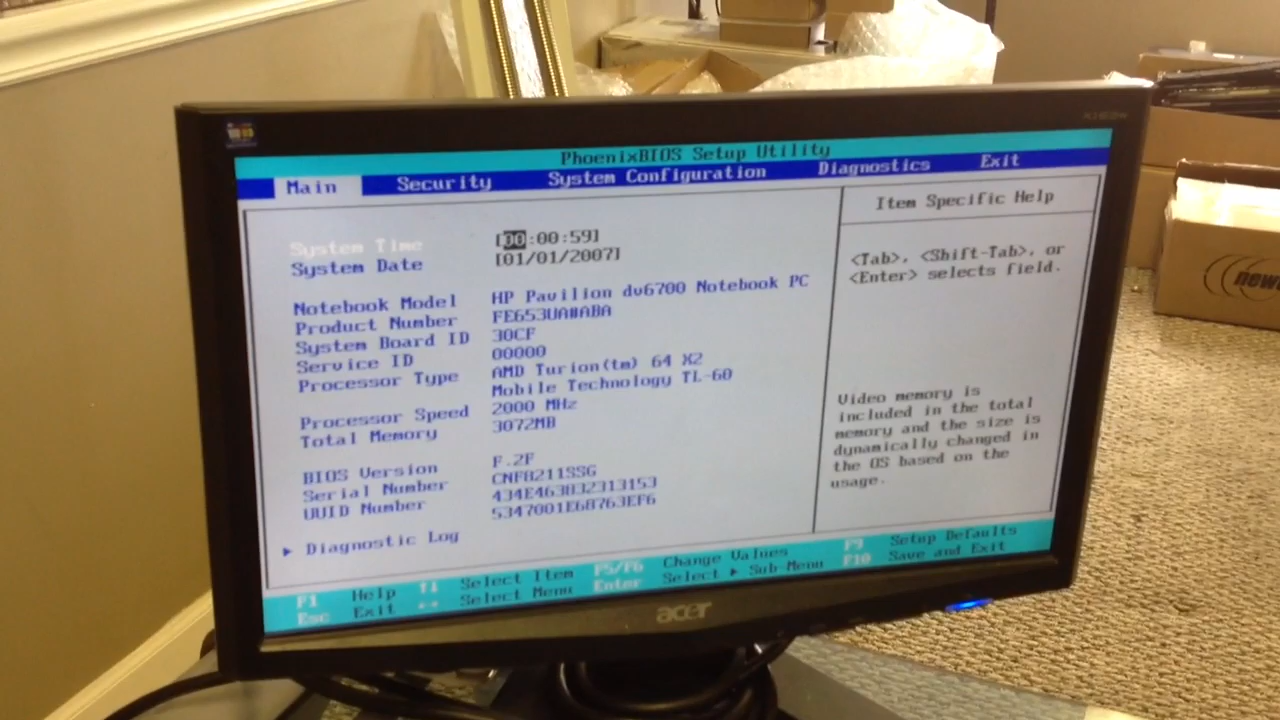 PhoenixBIOS Setup Utility
Main Security System Configuration Diagnostics Exit
System Time [00:00:59]
System Date [01/01/2007]
Notebook Model HP Pavilion dv6700 Notebook PC
Product Number FE653UA#ABA
System Board ID 30CF
Service ID 00000
Processor Type AMD Turion(tm) 64 X2
Mobile Technology TL-60
Processor Speed 2000 MHz
Total Memory 3072MB
BIOS Version F.2F
Serial Number CNF8211SSG
UUID Number 434E463832313153
5347001E68763EF6
▸ Diagnostic Log
Item Specific Help
<Tab>, <Shift-Tab>, or
<Enter> selects field.
Video memory is
included in the total
memory and the size is
dynamically changed in
the OS based on the
usage.
F1 Help ↑↓ Select Item F5/F6 Change Values F9 Setup Defaults
Esc Exit ←→ Select Menu Enter Select ▸ Sub-Menu F10 Save and Exit
acer